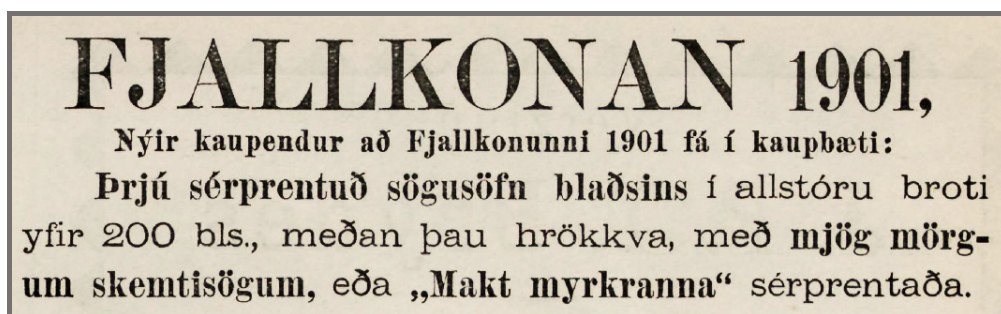 FJALLKONAN 1901,
Nýir kaupendur að Fjallkonunni 1901 fá í kaupbæti:
Þrjú sérprentuð sögusöfn blaðsins í allstóru broti
yfir 200 bls., meðan þau hrökkva, með mjög mörg-
um skemtisögum, eða „Makt myrkranna“ sérprentaða.